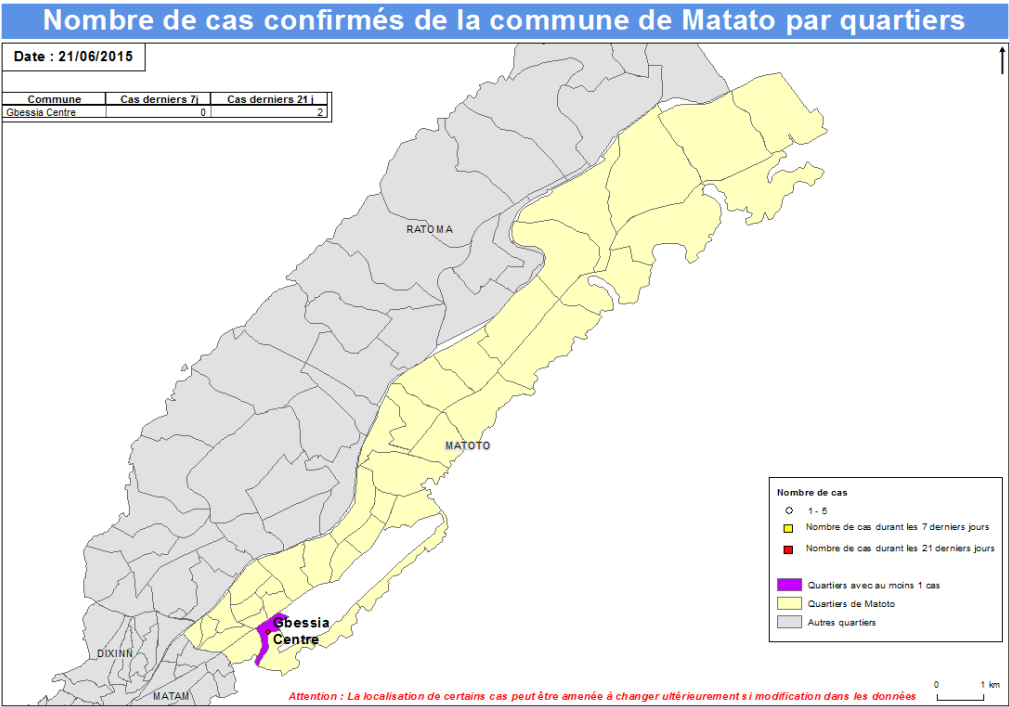 Nombre de cas confirmés de la commune de Matato par quartiers
Date : 21/06/2015
Commune Cas derniers 7j Cas derniers 21 j
Gbessia Centre 0 2
RATOMA
MATOTO
Gbessia
Centre
DIXINN
MATAM
Nombre de cas
1 - 5
Nombre de cas durant les 7 derniers jours
Nombre de cas durant les 21 derniers jours
Quartiers avec au moins 1 cas
Quartiers de Matoto
Autres quartiers
Attention : La localisation de certains cas peut être amenée à changer ultérieurement si modification dans les données
0 1 km